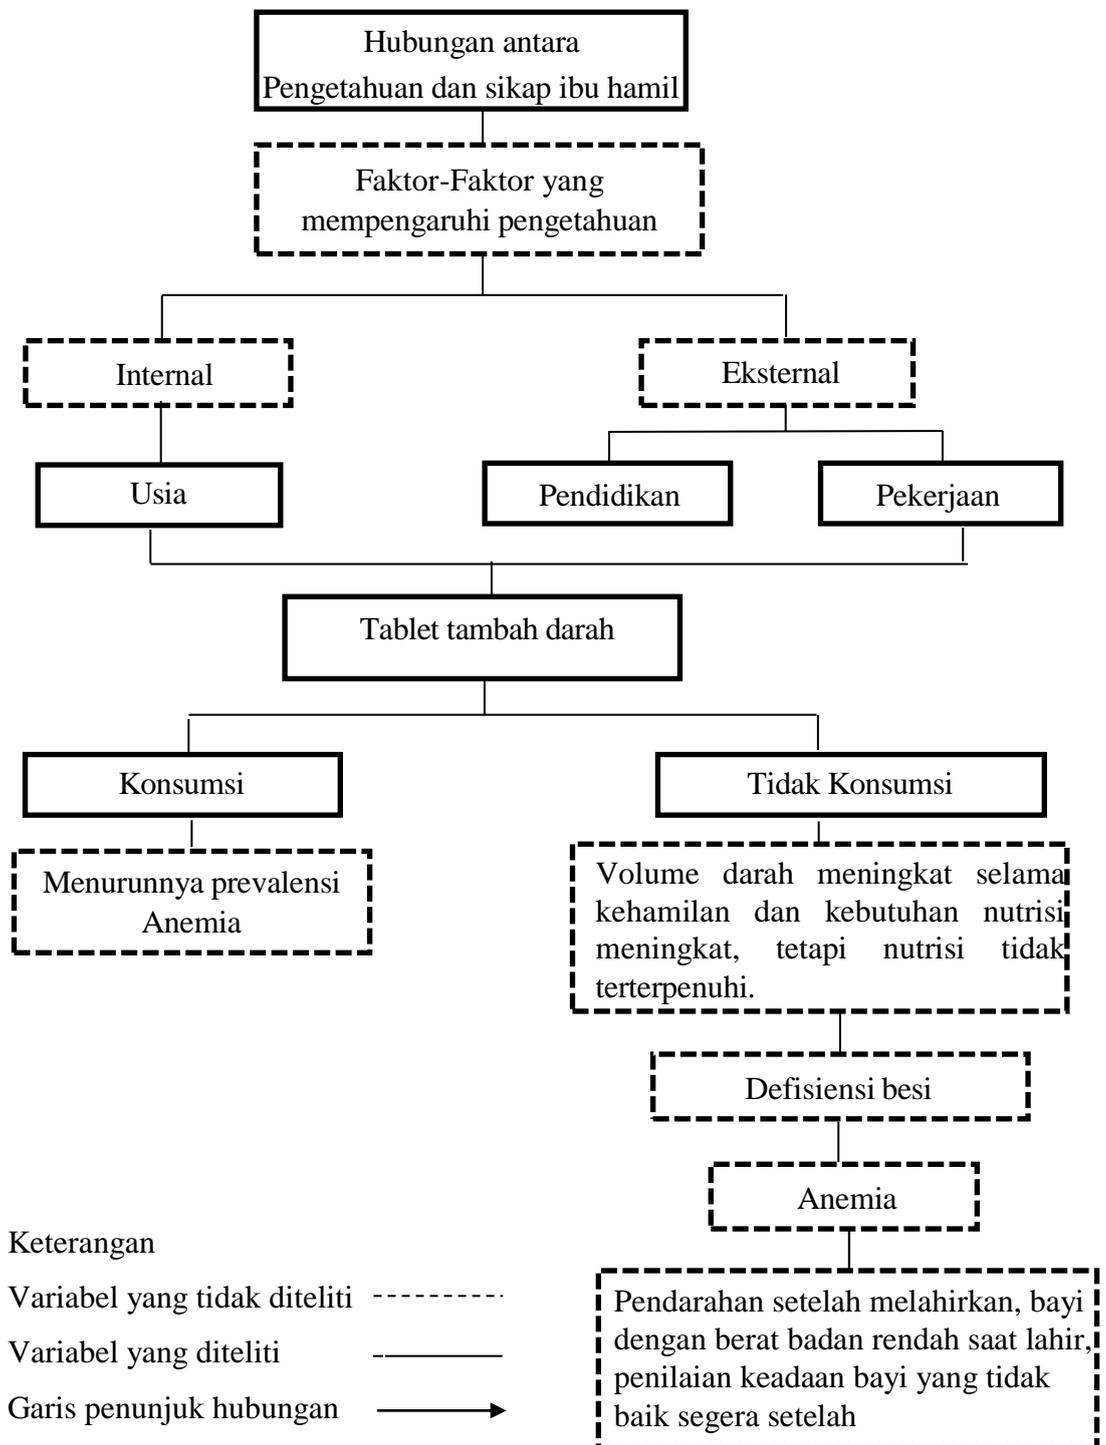 Hubungan antara
Pengetahuan dan sikap ibu hamil
Faktor-Faktor yang
mempengaruhi pengetahuan
Internal
Eksternal
Usia
Pendidikan
Pekerjaan
Tablet tambah darah
Konsumsi
Tidak Konsumsi
Menurunnya prevalensi
Anemia
Volume darah meningkat selama
kehamilan dan kebutuhan nutrisi
meningkat, tetapi nutrisi tidak
terterpenuhi.
Defisiensi besi
Anemia
Pendarahan setelah melahirkan, bayi
dengan berat badan rendah saat lahir,
penilaian keadaan bayi yang tidak
baik segera setelah
Keterangan
Variabel yang tidak diteliti
Variabel yang diteliti
Garis penunjuk hubungan